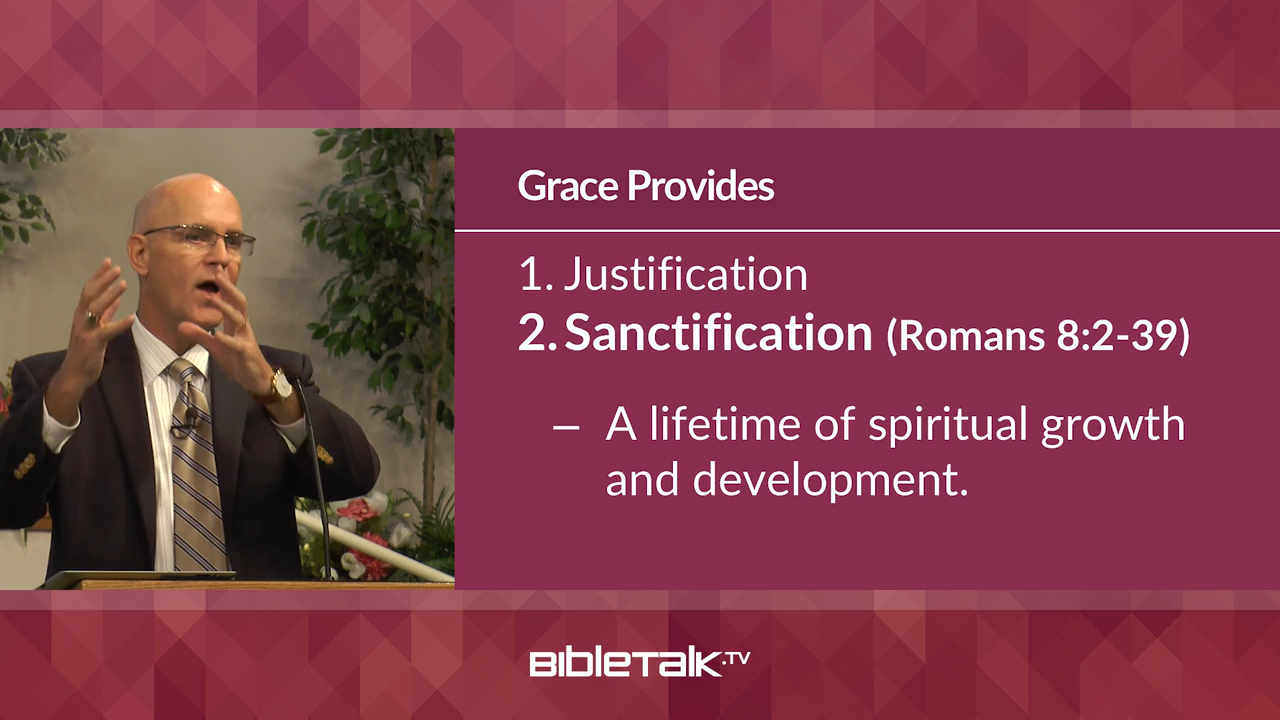 Grace Provides
1. Justification
2. Sanctification (Romans 8:2-39)
– A lifetime of spiritual growth
and development.
BIBLETALK.TV